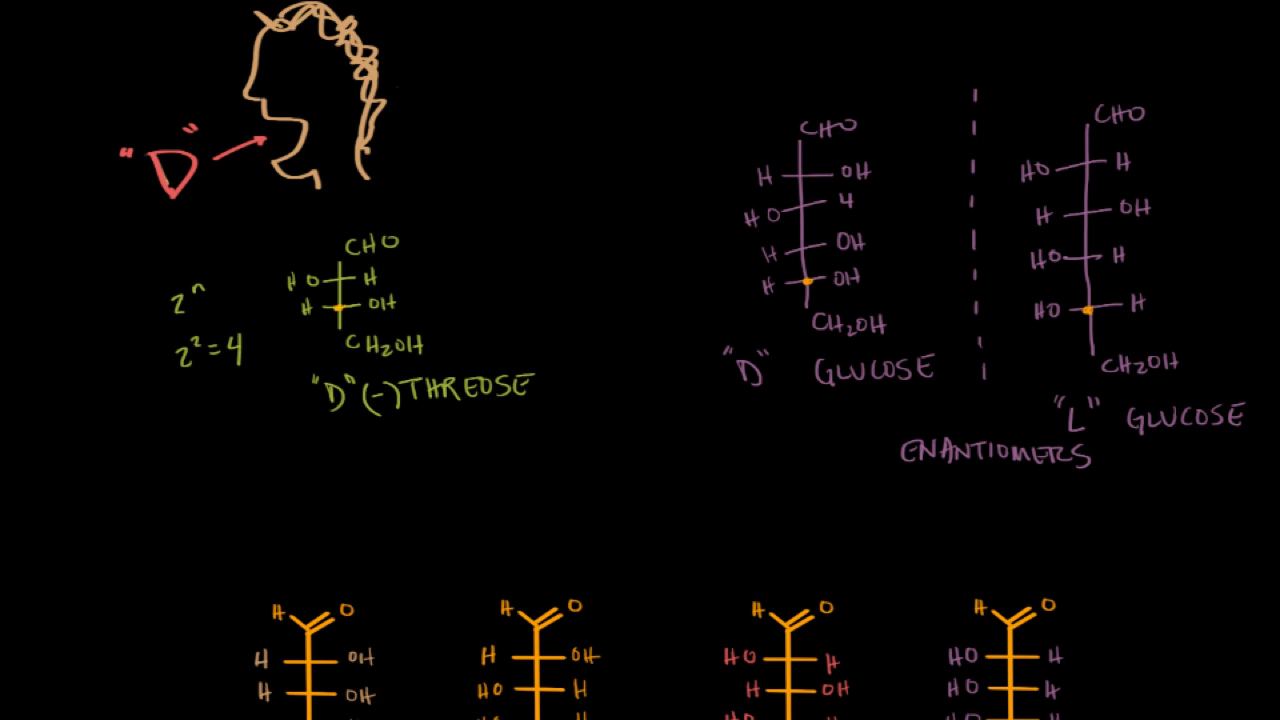 "D"
2ⁿ
2² = 4
CHO
HO H
H OH
CH₂OH
"D" (-) THREOSE
CHO
H OH
HO H
H OH
H OH
CH₂OH
"D" GLUCOSE
CHO
HO H
H OH
HO H
HO H
CH₂OH
"L" GLUCOSE
ENANTIOMERS
H O
H OH
H OH
H O
H OH
HO H
H O
HO H
H OH
H O
HO H
HO H